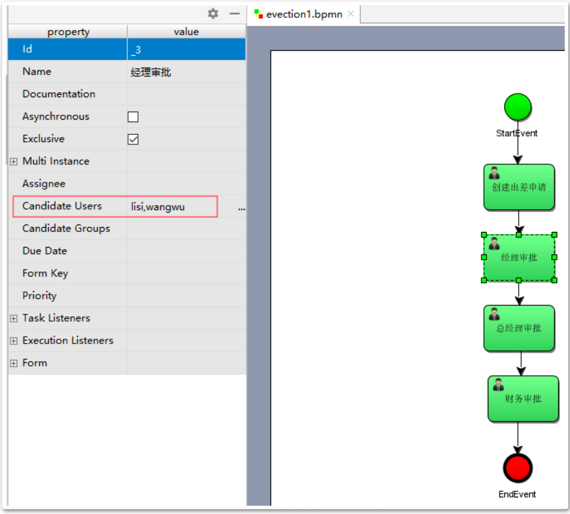 evection1.bpmn
property value
Id _3
Name 经理审批
Documentation
Asynchronous
Exclusive
Multi Instance
Assignee
Candidate Users lisi,wangwu ...
Candidate Groups
Due Date
Form Key
Priority
Task Listeners
Execution Listeners
Form
StartEvent
创建出差申请
经理审批
总经理审批
财务审批
EndEvent